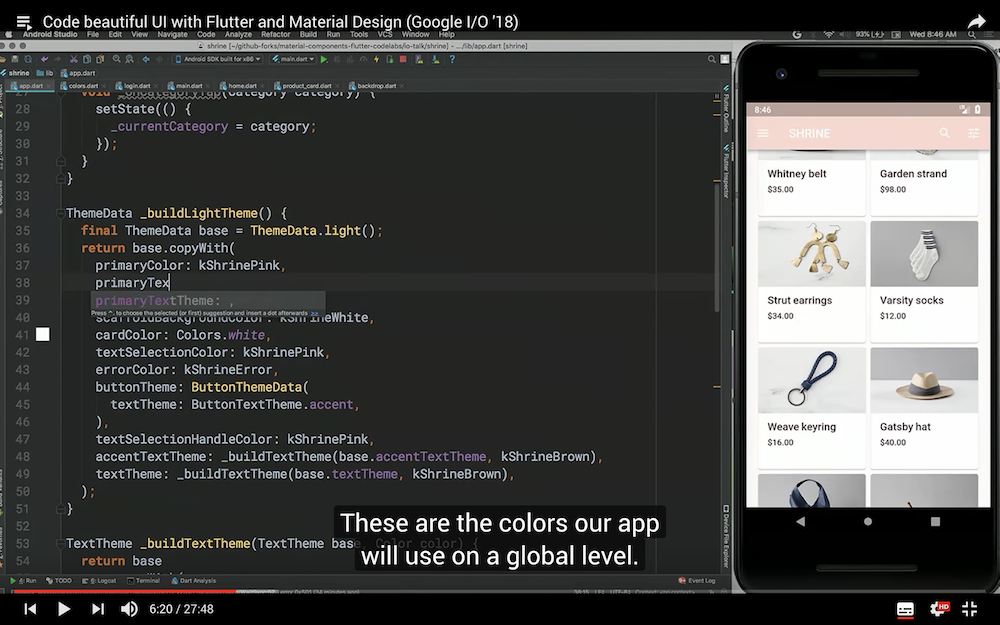 Code beautiful UI with Flutter and Material Design (Google I/O '18)
Android Studio File Edit View Navigate Code Analyze Refactor Build Run Tools VCS Window Help
93% Wed 8:46 AM
shrine [~/github-forks/material-components-flutter-codelabs/io-talk/shrine] - .../lib/app.dart [shrine]
Android SDK built for x86 main.dart
shrine lib app.dart
app.dart colors.dart login.dart main.dart home.dart product_card.dart backdrop.dart
28 setState(() {
29 _currentCategory = category;
30 });
31 }
32 }
33
34 ThemeData _buildLightTheme() {
35 final ThemeData base = ThemeData.light();
36 return base.copyWith(
37 primaryColor: kShrinePink,
38 primaryTex
39 primaryTextTheme: ,
Press ^. to choose the selected (or first) suggestion and insert a dot afterwards >>
40 scaffoldBackgroundColor: kShrineWhite,
41 cardColor: Colors.white,
42 textSelectionColor: kShrinePink,
43 errorColor: kShrineError,
44 buttonTheme: ButtonThemeData(
45 textTheme: ButtonTextTheme.accent,
46 ),
47 textSelectionHandleColor: kShrinePink,
48 accentTextTheme: _buildTextTheme(base.accentTextTheme, kShrineBrown),
49 textTheme: _buildTextTheme(base.textTheme, kShrineBrown),
50 );
51 }
52
53 TextTheme _buildTextTheme(TextTheme base, Color color) {
54 return base
Flutter Outline
Flutter Inspector
Device File Explorer
4: Run TODO 6: Logcat Terminal Dart Analysis Event Log
8:46
SHRINE
Whitney belt Garden strand
$35.00 $98.00
Strut earrings Varsity socks
$34.00 $12.00
Weave keyring Gatsby hat
$16.00 $40.00
These are the colors our app
will use on a global level.
6:20 / 27:48
HD